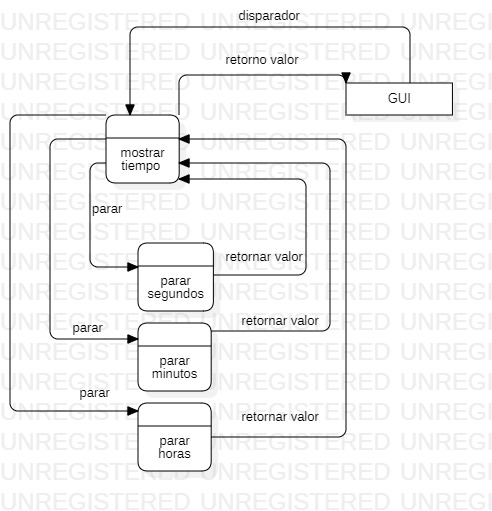 disparador
retorno valor
GUI
mostrar
tiempo
parar
retornar valor
parar
segundos
retornar valor
parar
parar
minutos
parar
retornar valor
parar
horas
UNREGISTERED UNREGISTERED UNREGISTERED